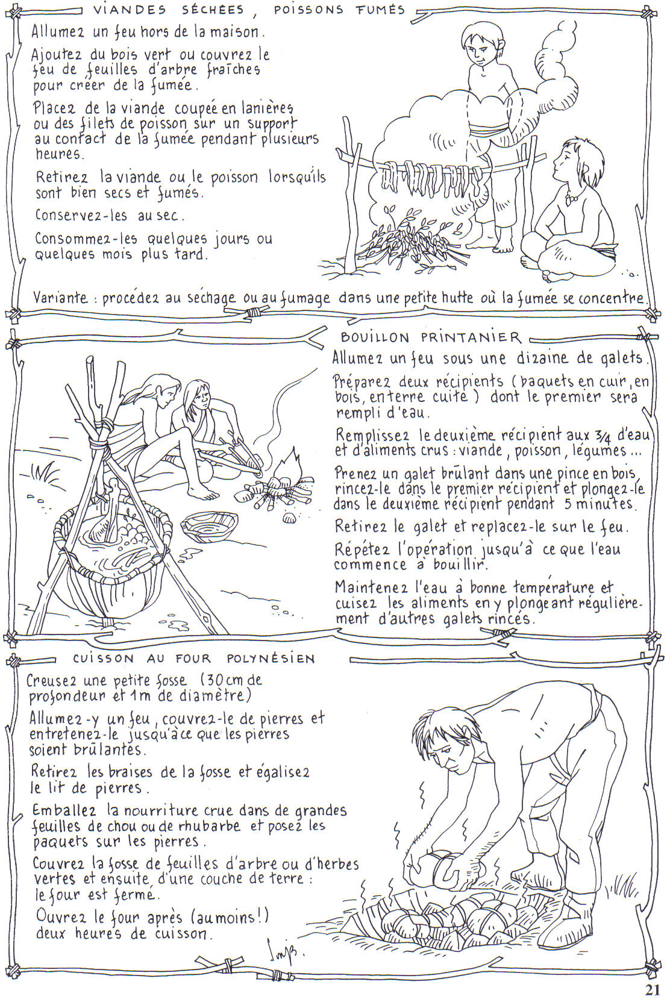 VIANDES SÉCHÉES, POISSONS FUMÉS
Allumez un feu hors de la maison.
Ajoutez du bois vert ou couvrez le
feu de feuilles d'arbre fraîches
pour créer de la fumée.
Placez de la viande coupeé en lanières
ou des filets de poisson sur un support
au contact de la fumée pendant plusieurs
heures.
Retirez la viande ou le poisson lorsqu'ils
sont bien secs et fumés.
Conservez-les au sec.
Consommez-les quelques jours ou
quelques mois plus tard.
Variante : procédez au séchage ou au fumage dans une petite hutte où la fumée se concentre.
BOUILLON PRINTANIER
Allumez un feu sous une dizaine de galets.
Préparez deux récipients (baquets en cuir, en
bois, en terre cuite) dont le premier sera
rempli d'eau.
Remplissez le deuxième récipient aux 3/4 d'eau
et d'aliments crus : viande, poisson, légumes ...
Prenez un galet brûlant dans une pince en bois,
rincez-le dans le premier récipient et plongez-le
dans le deuxième récipient pendant 5 minutes.
Retirez le galet et replacez-le sur le feu.
Répétez l'opération jusqu'à ce que l'eau
commence à bouillir.
Maintenez l'eau à bonne température et
cuisez les aliments en y plongeant régulière-
ment d'autres galets rincés.
CUISSON AU FOUR POLYNÉSIEN
Creusez une petite fosse (30 cm de
profondeur et 1m de diamètre)
Allumez-y un feu, couvrez-le de pierres et
entretenez-le jusqu'à ce que les pierres
soient brûlantes.
Retirez les braises de la fosse et égalisez
le lit de pierres.
Emballez la nourriture crue dans de grandes
feuilles de chou ou de rhubarbe et posez les
paquets sur les pierres.
Couvrez la fosse de feuilles d'arbre ou d'herbes
vertes et ensuite d'une couche de terre :
le four est fermé.
Ouvrez le four après (au moins!)
deux heures de cuisson.
21